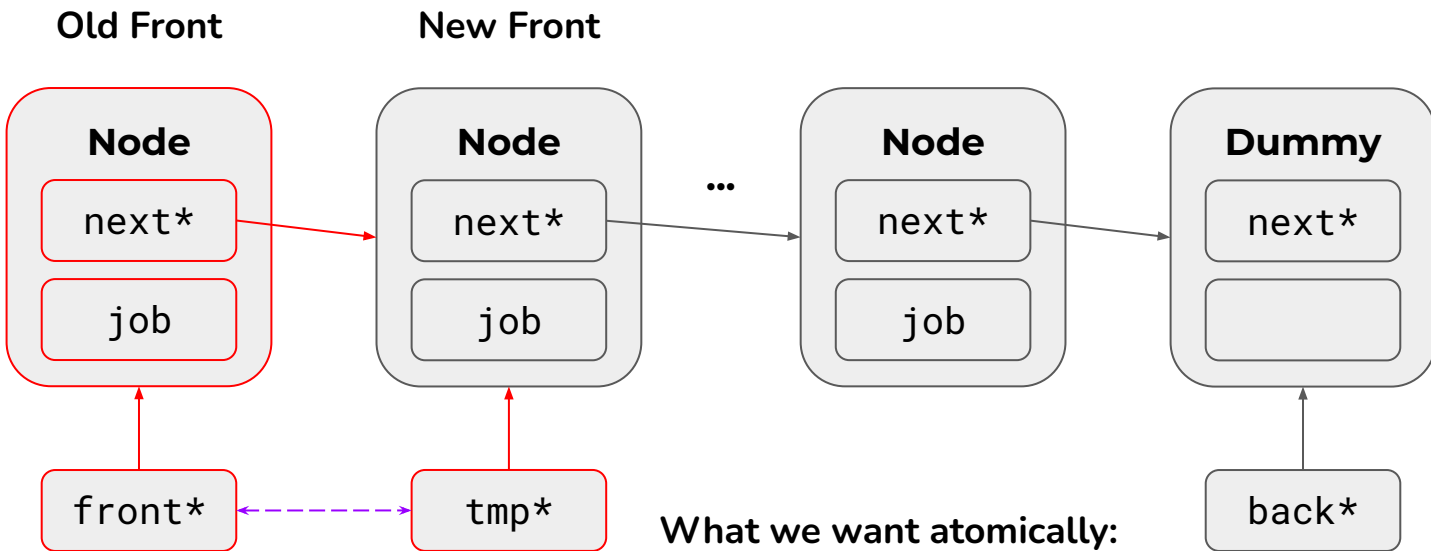 Old Front
New Front
Node
next*
job
Node
next*
job
...
Node
next*
job
Dummy
next*
front*
tmp*
What we want atomically:
back*